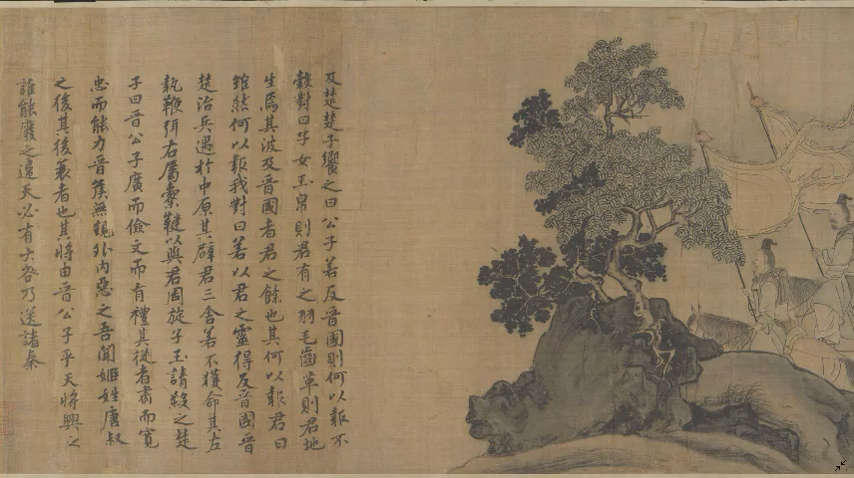 及楚楚子饗之曰公子若反晉國則何以報不
穀對曰子女玉帛則君有之羽毛齒革則君地
生焉其波及晉國者君之餘也其何以報君曰
雖然何以報我對曰若以君之靈得反晉國晉
楚治兵遇於中原其辟君三舍若不獲命其左
執鞭弭右屬櫜鞬以與君周旋子玉請殺之楚
子曰晉公子廣而儉文而有禮其從者肅而寬
忠而能力晉侯無親外內惡之吾聞姬姓唐叔
之後其後衰者也其將由晉公子乎天將興之
誰能廢之違天必有大咎乃送諸秦